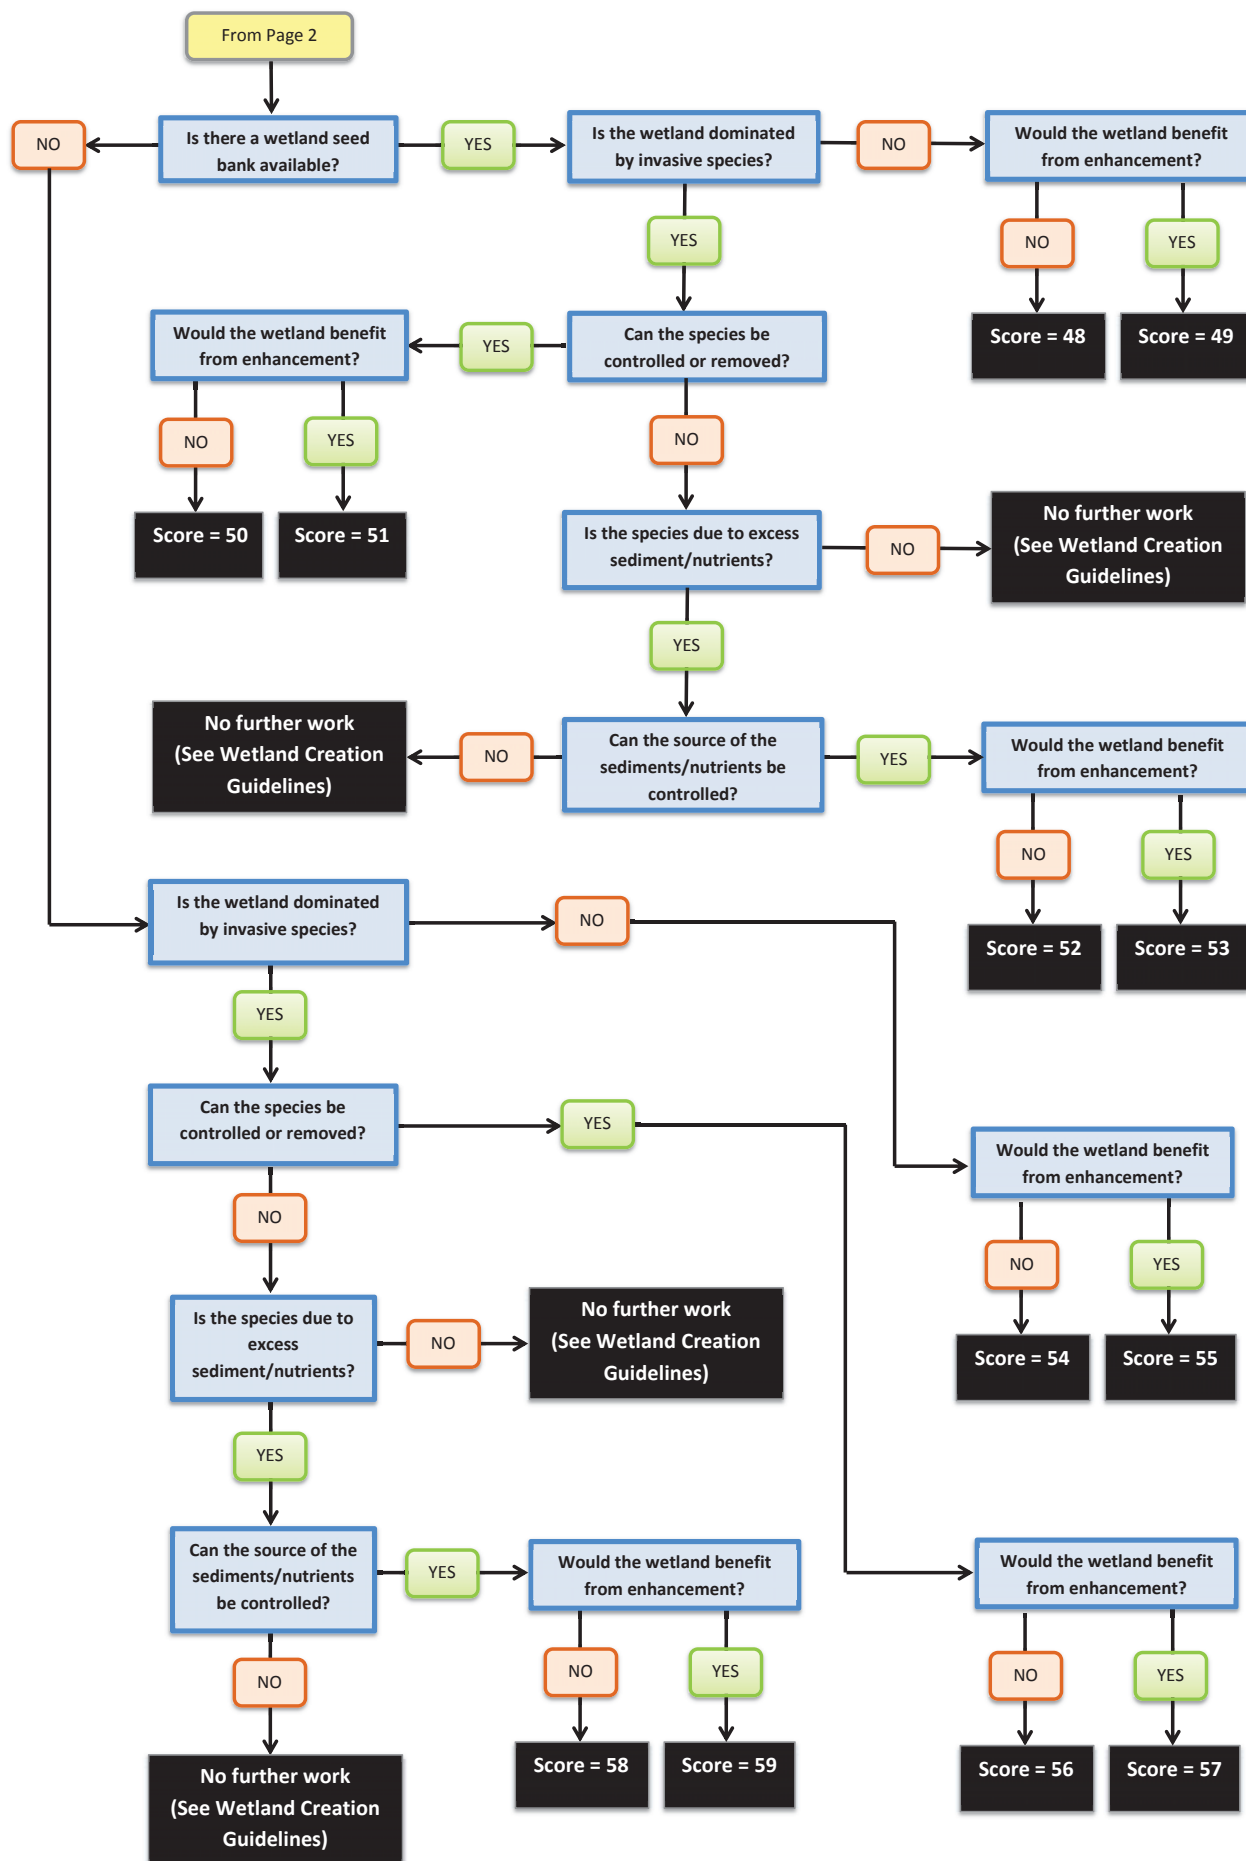 From Page 2
NO
Is there a wetland seed
bank available?
YES
Is the wetland dominated
by invasive species?
NO
Would the wetland benefit
from enhancement?
YES
NO
YES
Would the wetland benefit
from enhancement?
YES
Can the species be
controlled or removed?
Score = 48
Score = 49
NO
YES
NO
Score = 50
Score = 51
Is the species due to excess
sediment/nutrients?
NO
No further work
(See Wetland Creation
Guidelines)
YES
No further work
(See Wetland Creation
Guidelines)
NO
Can the source of the
sediments/nutrients be
controlled?
YES
Would the wetland benefit
from enhancement?
NO
YES
Is the wetland dominated
by invasive species?
NO
Score = 52
Score = 53
YES
Can the species be
controlled or removed?
YES
Would the wetland benefit
from enhancement?
NO
NO
YES
Is the species due to
excess
sediment/nutrients?
NO
No further work
(See Wetland Creation
Guidelines)
Score = 54
Score = 55
YES
Can the source of the
sediments/nutrients
be controlled?
YES
Would the wetland benefit
from enhancement?
Would the wetland benefit
from enhancement?
NO
NO
YES
NO
YES
No further work
(See Wetland Creation
Guidelines)
Score = 58
Score = 59
Score = 56
Score = 57